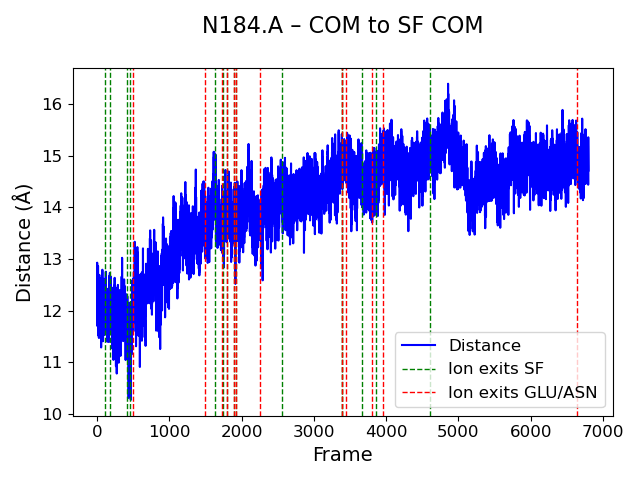 N184.A – COM to SF COM
Distance (Å)
16
15
14
13
12
11
10
Distance
Ion exits SF
Ion exits GLU/ASN
0 1000 2000 3000 4000 5000 6000 7000
Frame